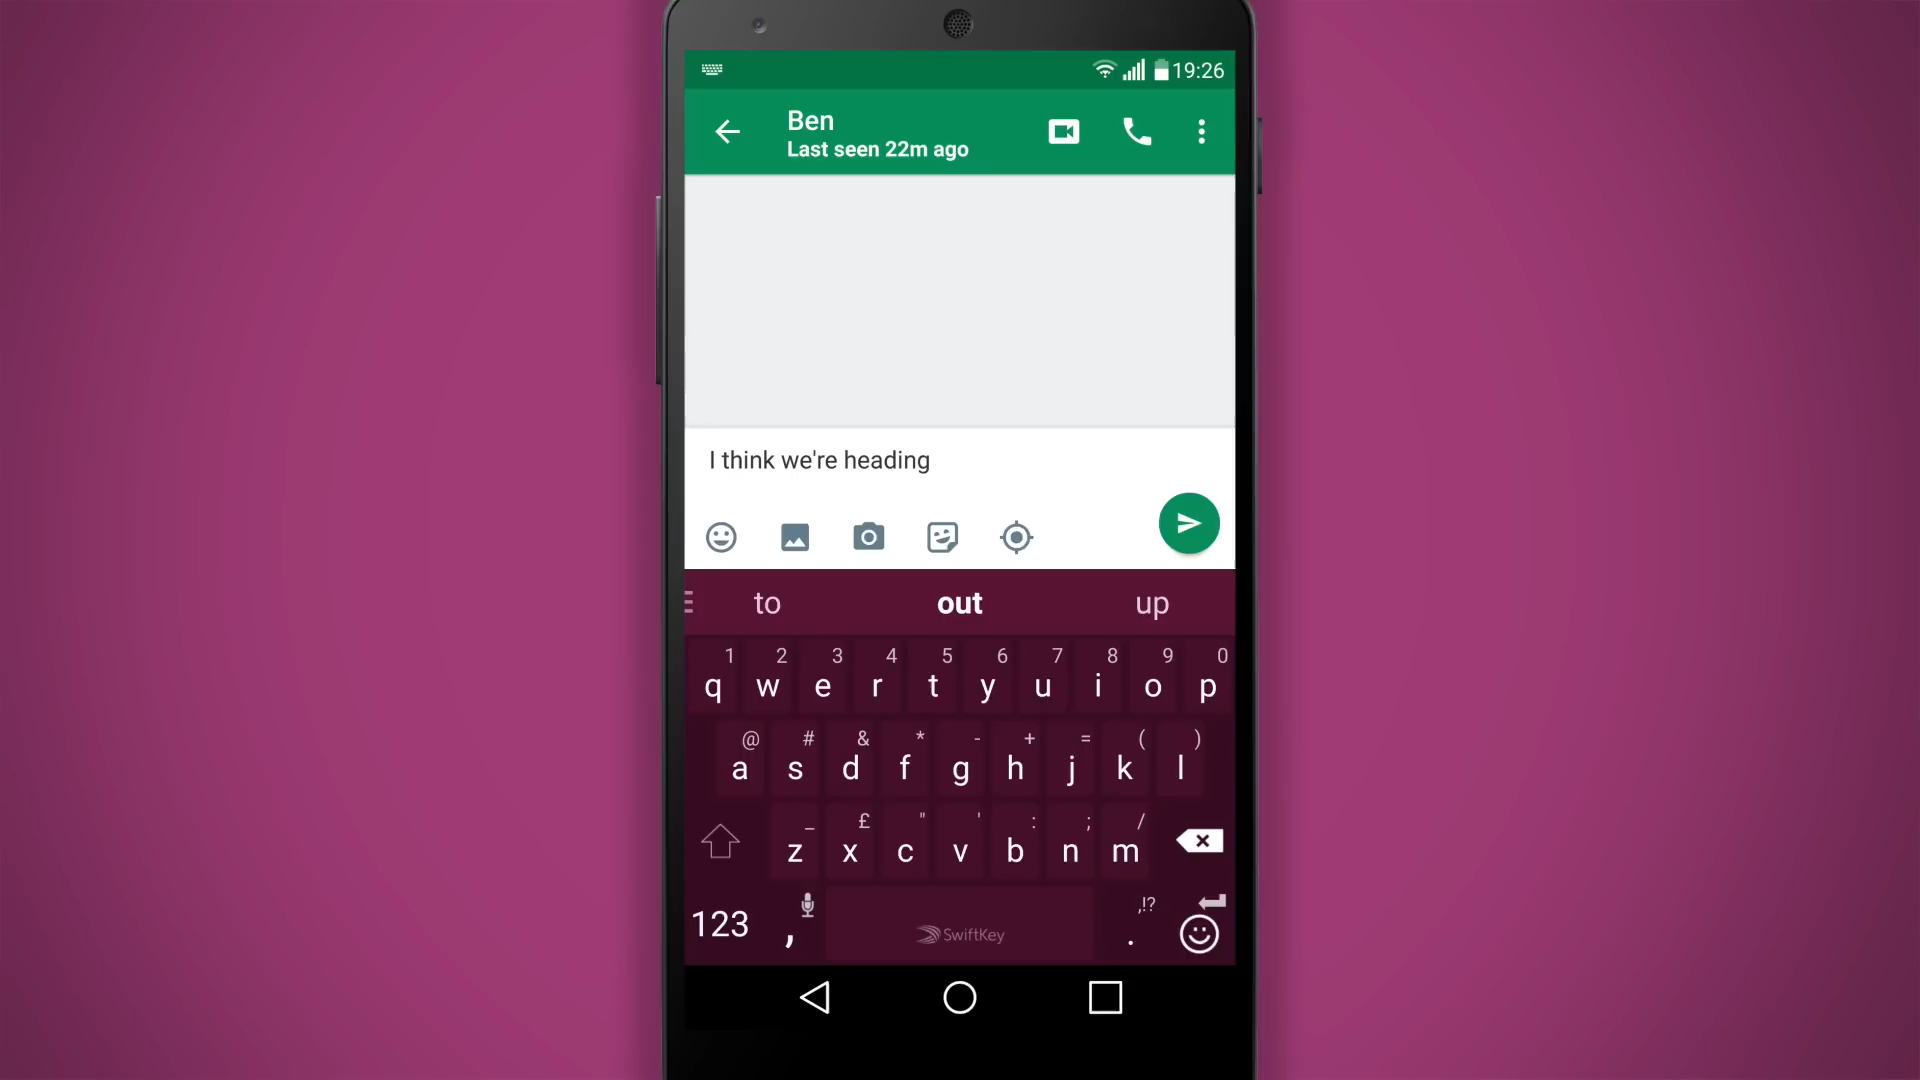 19:26
Ben
Last seen 22m ago
I think we're heading
to out up
1 2 3 4 5 6 7 8 9 0
q w e r t y u i o p
@ # & * - + = ( )
a s d f g h j k l
_ £ " ' : ; /
z x c v b n m
,!?
123 , SwiftKey .